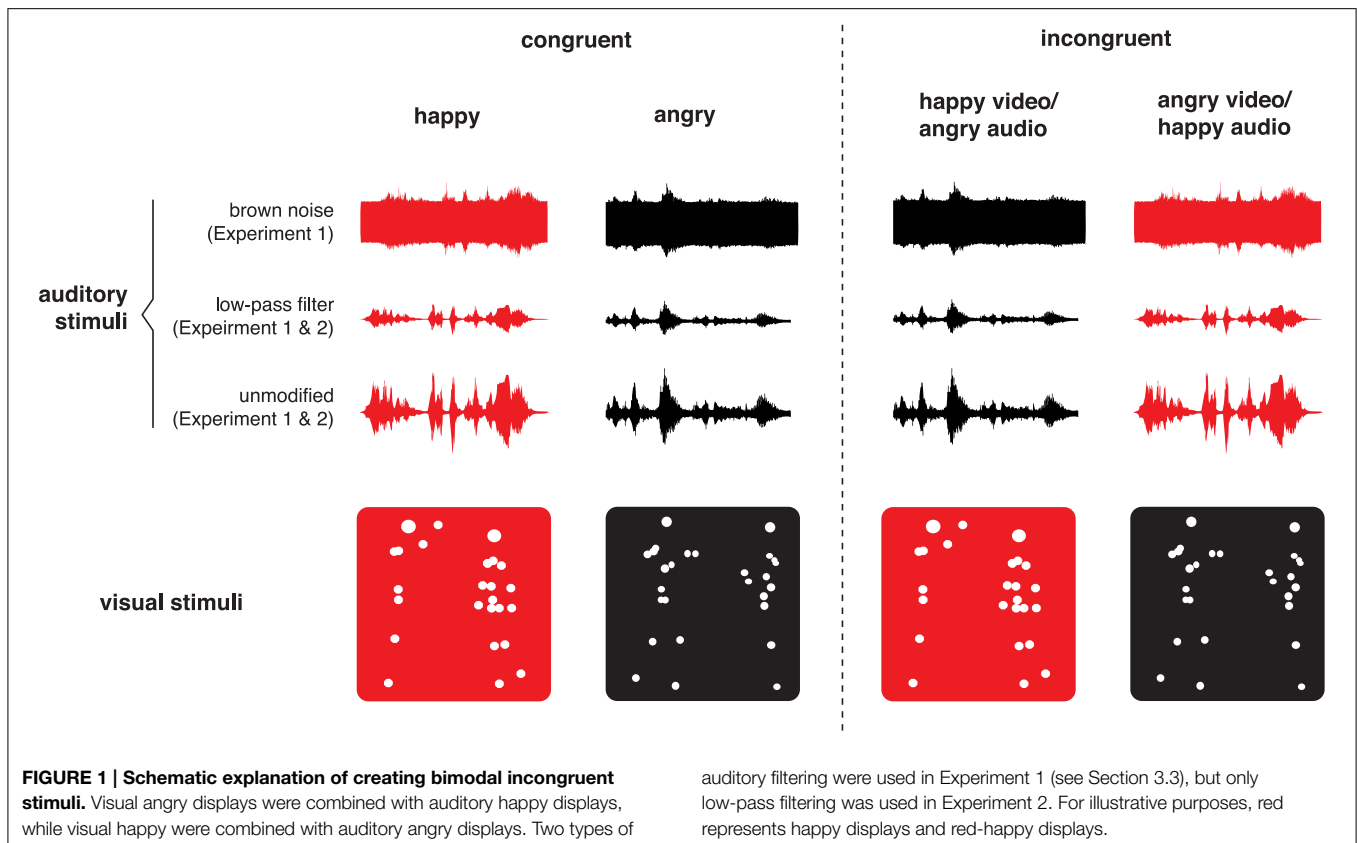 congruent
incongruent
happy
angry
happy video/
angry audio
angry video/
happy audio
auditory
stimuli
brown noise
(Experiment 1)
low-pass filter
(Expeirment 1 & 2)
unmodified
(Experiment 1 & 2)
visual stimuli
FIGURE 1 | Schematic explanation of creating bimodal incongruent
stimuli. Visual angry displays were combined with auditory happy displays,
while visual happy were combined with auditory angry displays. Two types of
auditory filtering were used in Experiment 1 (see Section 3.3), but only
low-pass filtering was used in Experiment 2. For illustrative purposes, red
represents happy displays and red-happy displays.